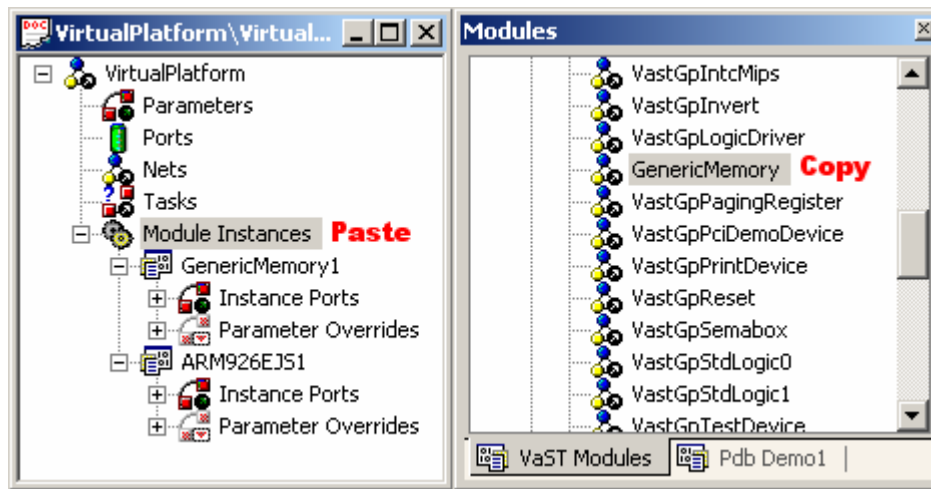 VirtualPlatform\Virtual...
VirtualPlatform
Parameters
Ports
Nets
Tasks
Module Instances Paste
GenericMemory1
Instance Ports
Parameter Overrides
ARM926EJS1
Instance Ports
Parameter Overrides
Modules
VastGpIntcMips
VastGpInvert
VastGpLogicDriver
GenericMemory Copy
VastGpPagingRegister
VastGpPciDemoDevice
VastGpPrintDevice
VastGpReset
VastGpSemabox
VastGpStdLogic0
VastGpStdLogic1
VastGpTestDevice
VaST Modules
Pdb Demo1